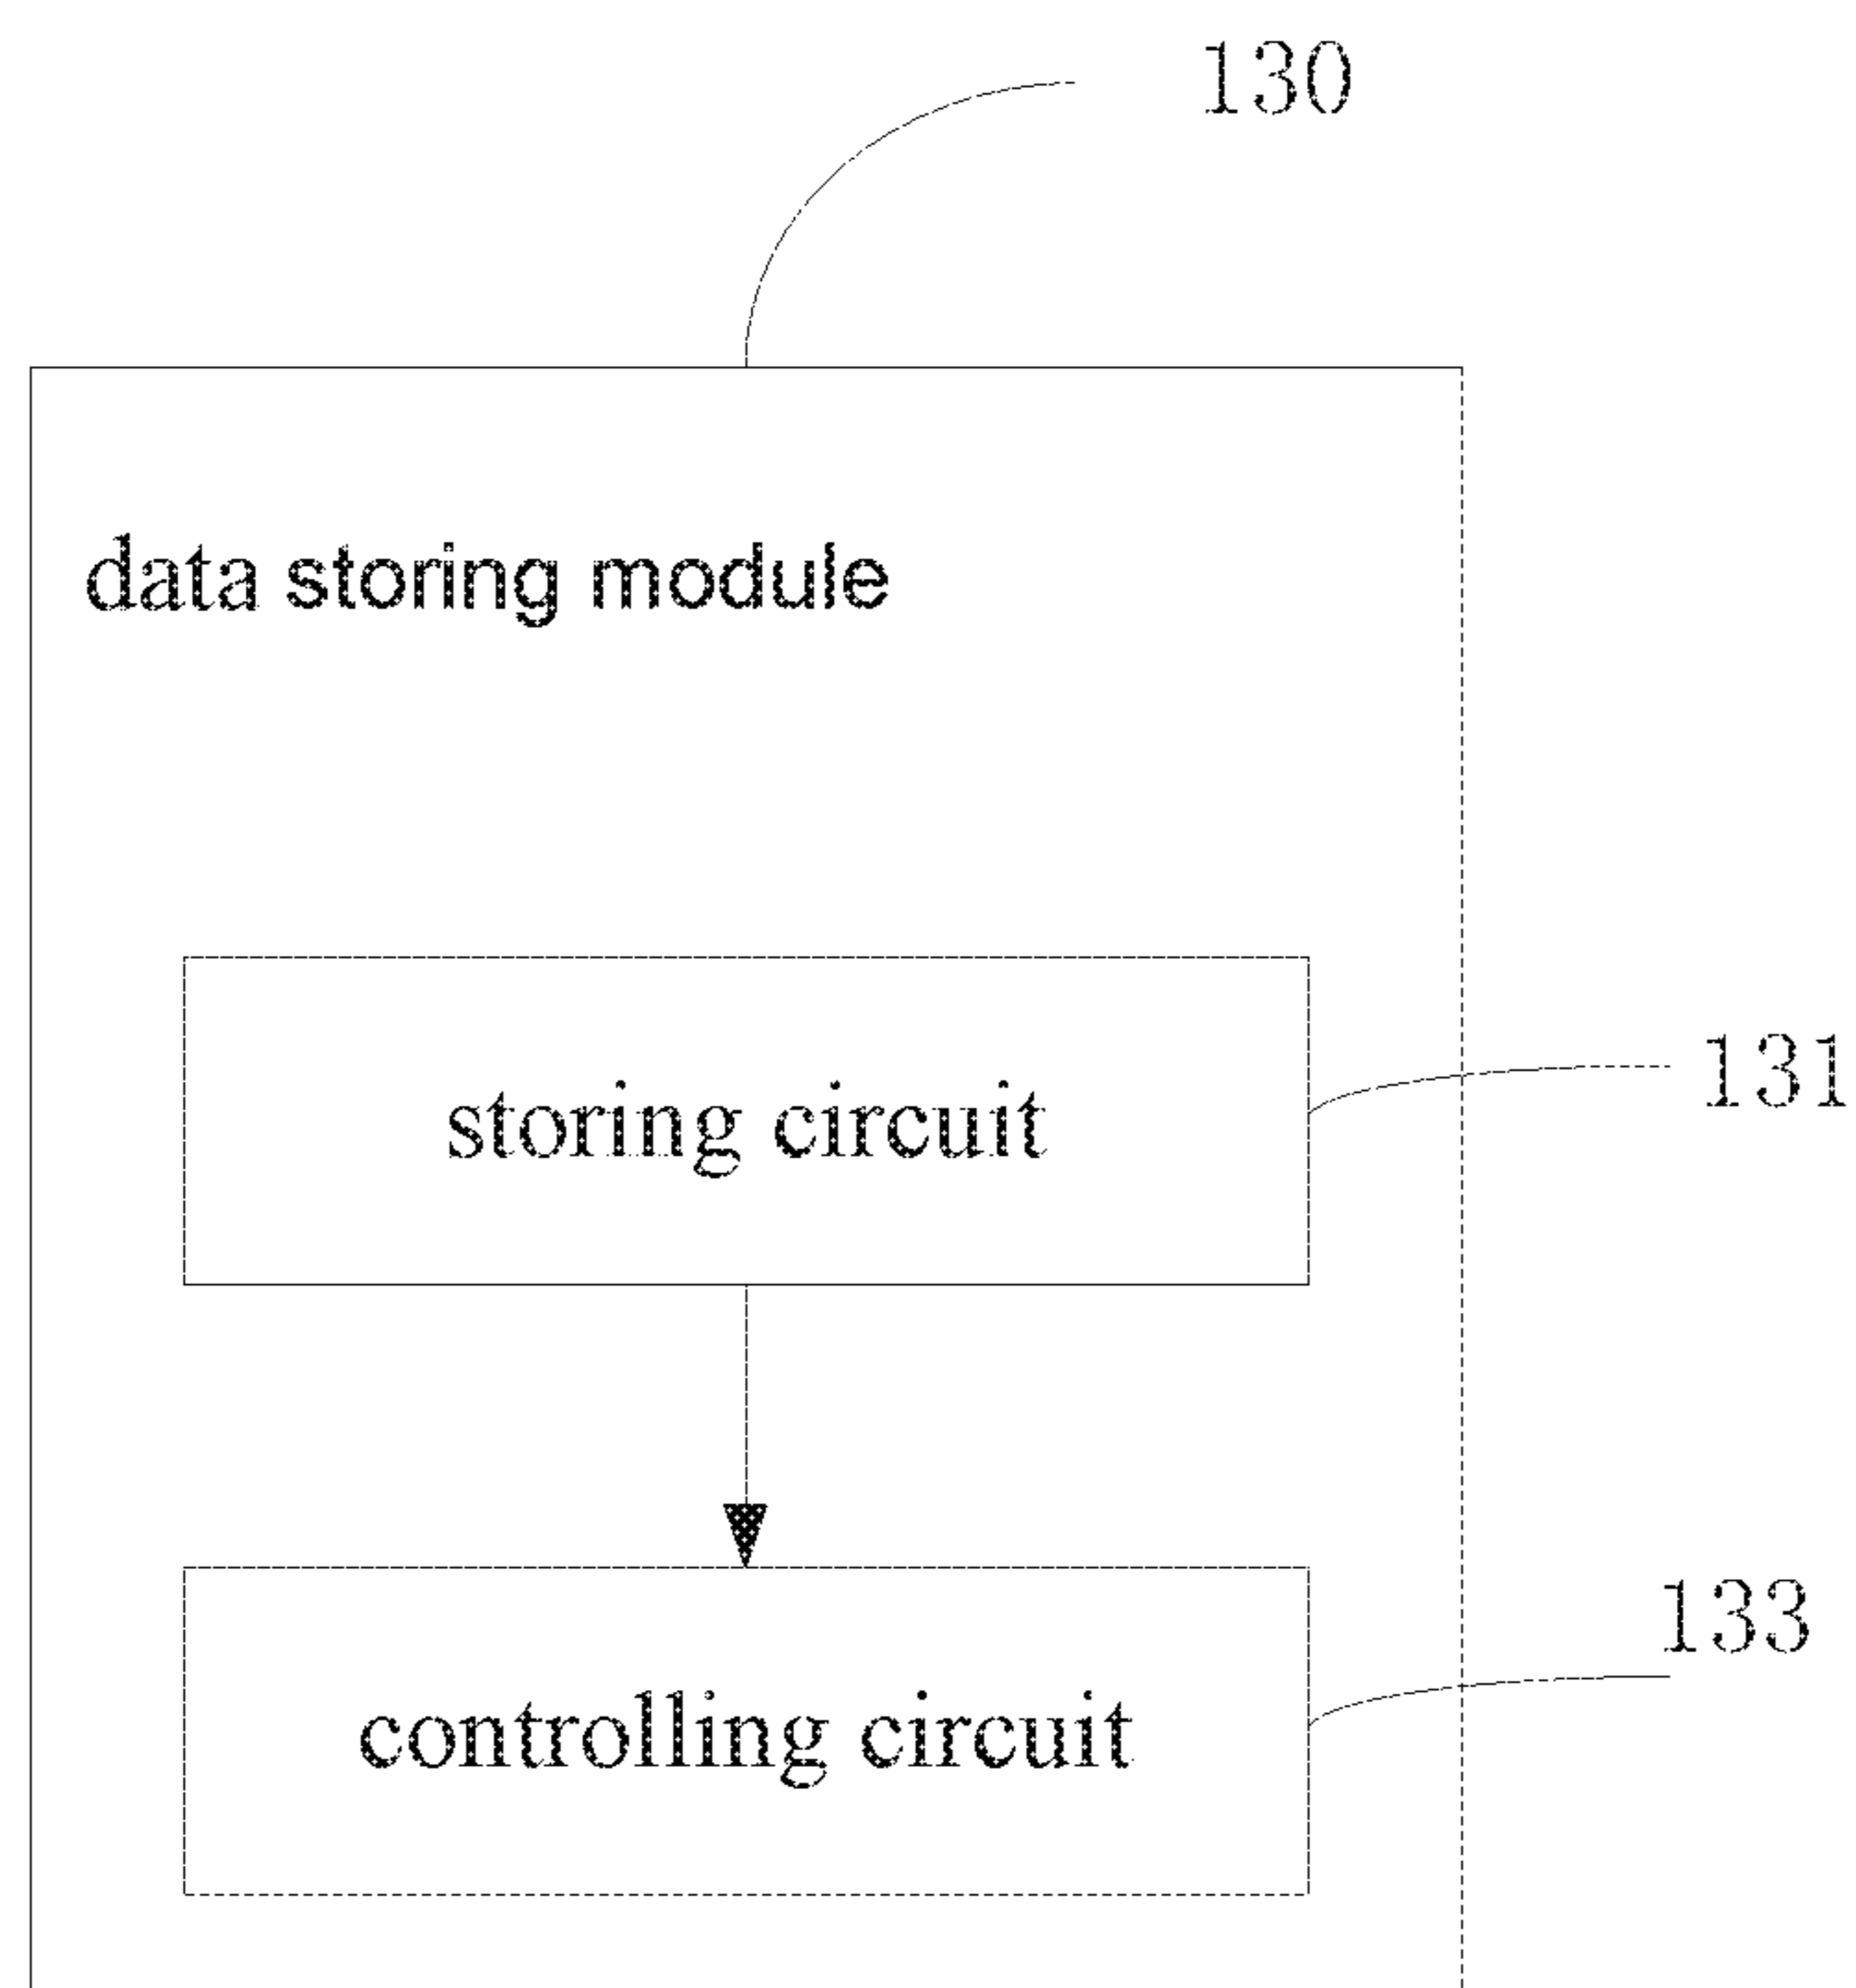 130
data storing module
storing circuit
131
controlling circuit
133